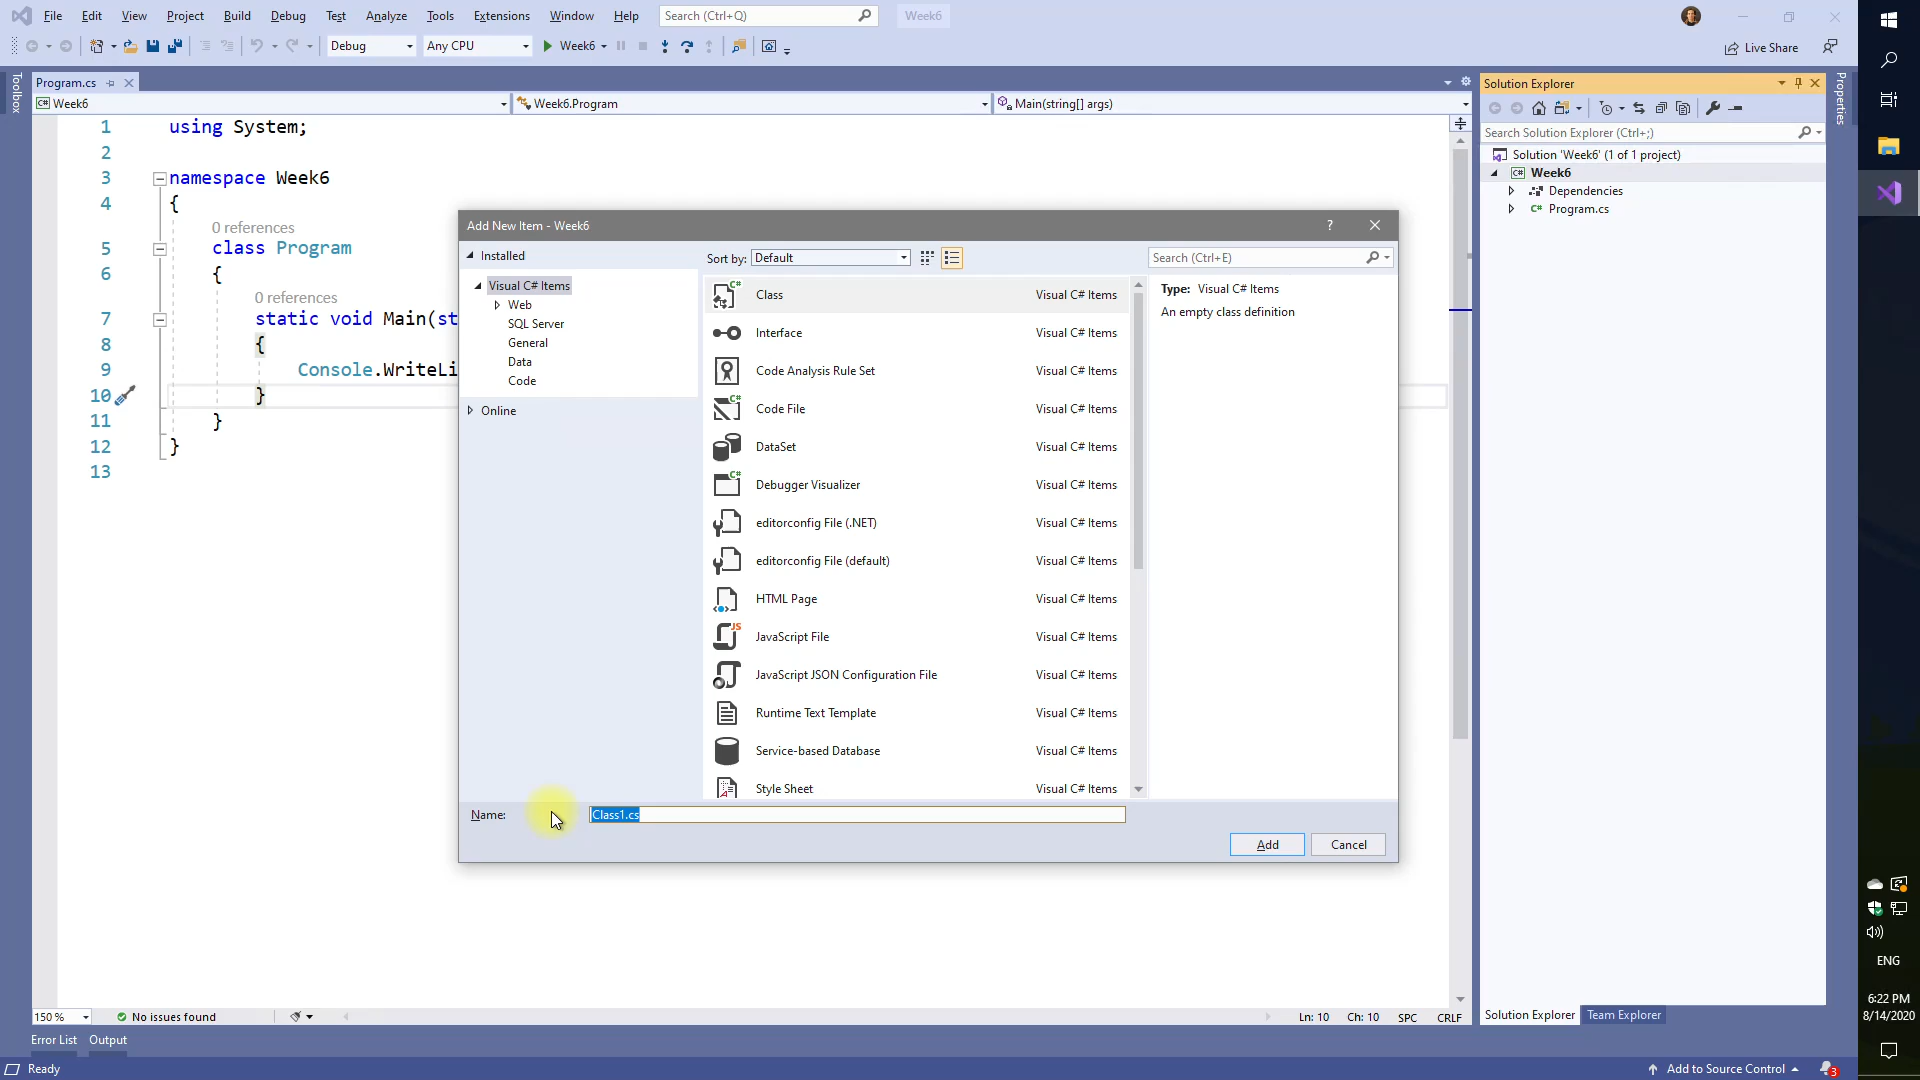 File Edit View Project Build Debug Test Analyze Tools Extensions Window Help Search (Ctrl+Q) Week6
Debug Any CPU Week6 Live Share
Toolbox
Program.cs
Week6 Week6.Program Main(string[] args)
1 using System;
2
3 namespace Week6
4 {
0 references
5 class Program
6 {
0 references
7 static void Main(st
8 {
9 Console.WriteLi
10 }
11 }
12 }
13
Add New Item - Week6
Installed
Visual C# Items
Web
SQL Server
General
Data
Code
Online
Sort by: Default
Search (Ctrl+E)
Class Visual C# Items
Interface Visual C# Items
Code Analysis Rule Set Visual C# Items
Code File Visual C# Items
DataSet Visual C# Items
Debugger Visualizer Visual C# Items
editorconfig File (.NET) Visual C# Items
editorconfig File (default) Visual C# Items
HTML Page Visual C# Items
JavaScript File Visual C# Items
JavaScript JSON Configuration File Visual C# Items
Runtime Text Template Visual C# Items
Service-based Database Visual C# Items
Style Sheet Visual C# Items
Type: Visual C# Items
An empty class definition
Name: Class1.cs
Add Cancel
Solution Explorer
Search Solution Explorer (Ctrl+;)
Solution 'Week6' (1 of 1 project)
C# Week6
Dependencies
C# Program.cs
Properties
150 % No issues found Ln: 10 Ch: 10 SPC CRLF
Solution Explorer Team Explorer
Error List Output
Ready Add to Source Control 3
ENG
6:22 PM
8/14/2020